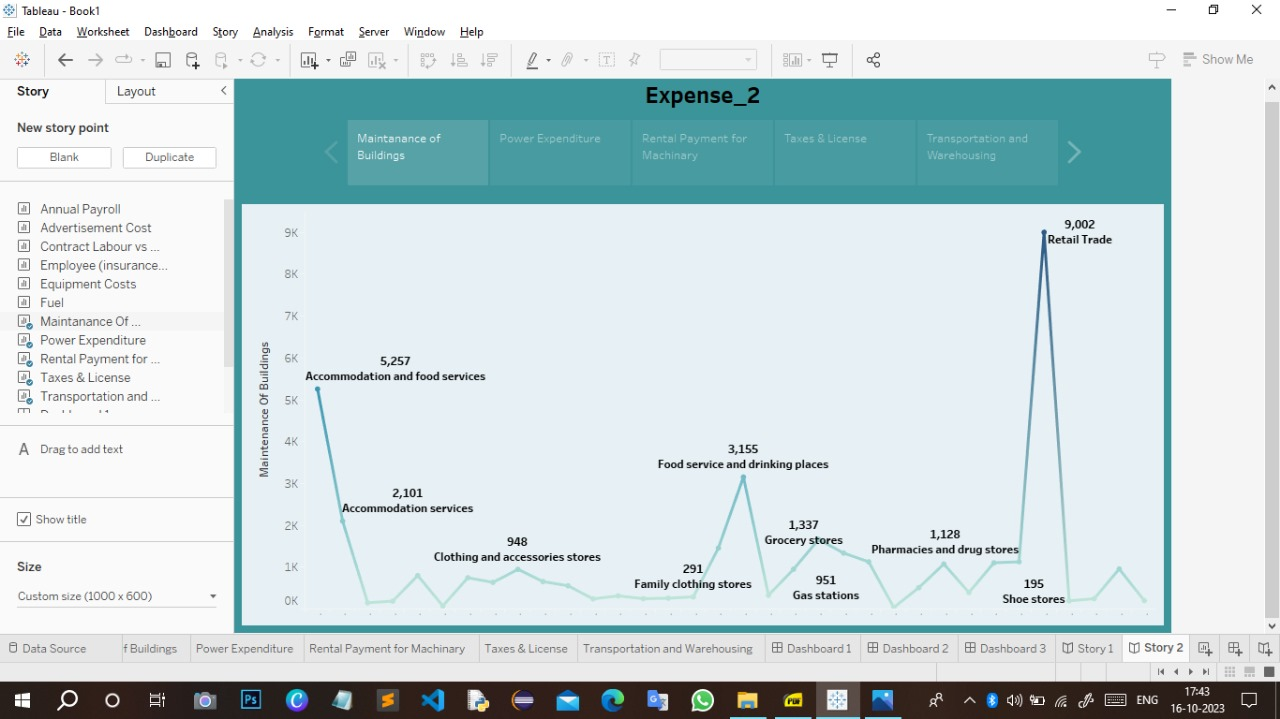 Tableau - Book1
File Data Worksheet Dashboard Story Analysis Format Server Window Help
Show Me
Story
Layout
New story point
Blank
Duplicate
Annual Payroll
Advertisement Cost
Contract Labour vs ...
Employee (insurance...
Equipment Costs
Fuel
Maintanance Of ...
Power Expenditure
Rental Payment for ...
Taxes & License
Transportation and ...
A Drag to add text
Show title
Size
Custom size (1000 x 600)
Expense_2
Maintanance of
Buildings
Power Expenditure
Rental Payment for
Machinary
Taxes & License
Transportation and
Warehousing
Maintenance Of Buildings
9K
8K
7K
6K
5K
4K
3K
2K
1K
0K
9,002
Retail Trade
5,257
Accommodation and food services
3,155
Food service and drinking places
2,101
Accommodation services
948
Clothing and accessories stores
291
Family clothing stores
1,337
Grocery stores
951
Gas stations
1,128
Pharmacies and drug stores
195
Shoe stores
Data Source f Buildings Power Expenditure Rental Payment for Machinary Taxes & License Transportation and Warehousing Dashboard 1 Dashboard 2 Dashboard 3 Story 1 Story 2
Ps
PDF
ENG
17:43
16-10-2023